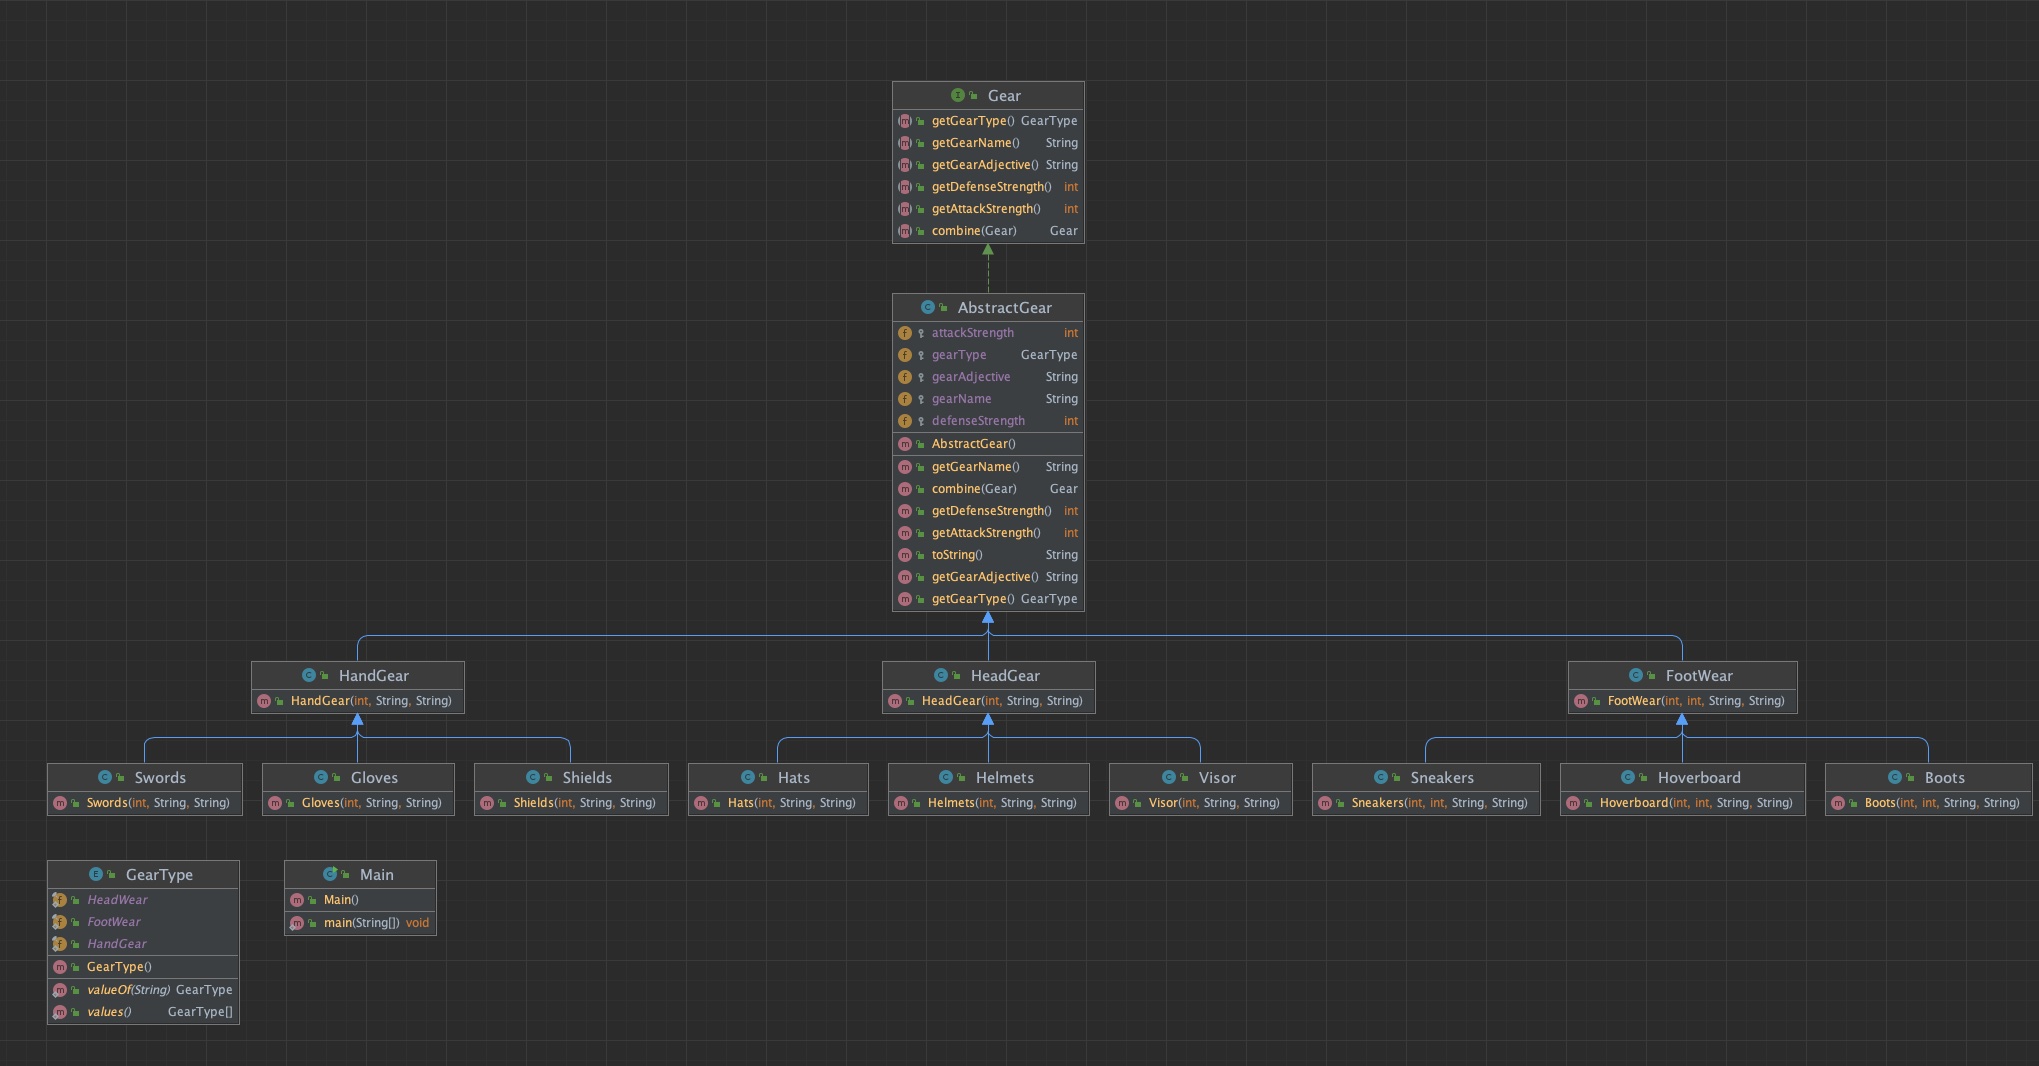 Gear
getGearType() GearType
getGearName() String
getGearAdjective() String
getDefenseStrength() int
getAttackStrength() int
combine(Gear) Gear
AbstractGear
attackStrength int
gearType GearType
gearAdjective String
gearName String
defenseStrength int
AbstractGear()
getGearName() String
combine(Gear) Gear
getDefenseStrength() int
getAttackStrength() int
toString() String
getGearAdjective() String
getGearType() GearType
HandGear
HandGear(int, String, String)
HeadGear
HeadGear(int, String, String)
FootWear
FootWear(int, int, String, String)
Swords
Swords(int, String, String)
Gloves
Gloves(int, String, String)
Shields
Shields(int, String, String)
Hats
Hats(int, String, String)
Helmets
Helmets(int, String, String)
Visor
Visor(int, String, String)
Sneakers
Sneakers(int, int, String, String)
Hoverboard
Hoverboard(int, int, String, String)
Boots
Boots(int, int, String, String)
GearType
HeadWear
FootWear
HandGear
GearType()
valueOf(String) GearType
values() GearType[]
Main
Main()
main(String[]) void